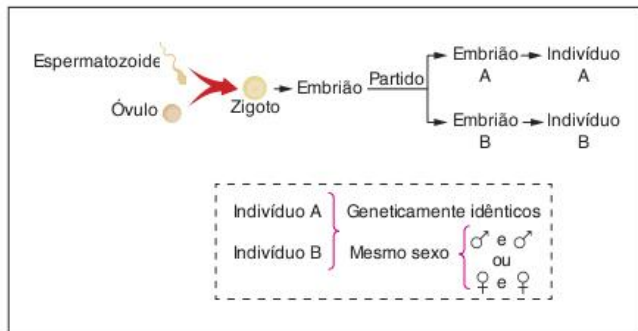 Espermatozoide
Óvulo
Zigoto
Embrião
Partido
Embrião A
Indivíduo A
Embrião B
Indivíduo B
Indivíduo A
Indivíduo B
Geneticamente idênticos
Mesmo sexo
♂ e ♂
ou
♀ e ♀